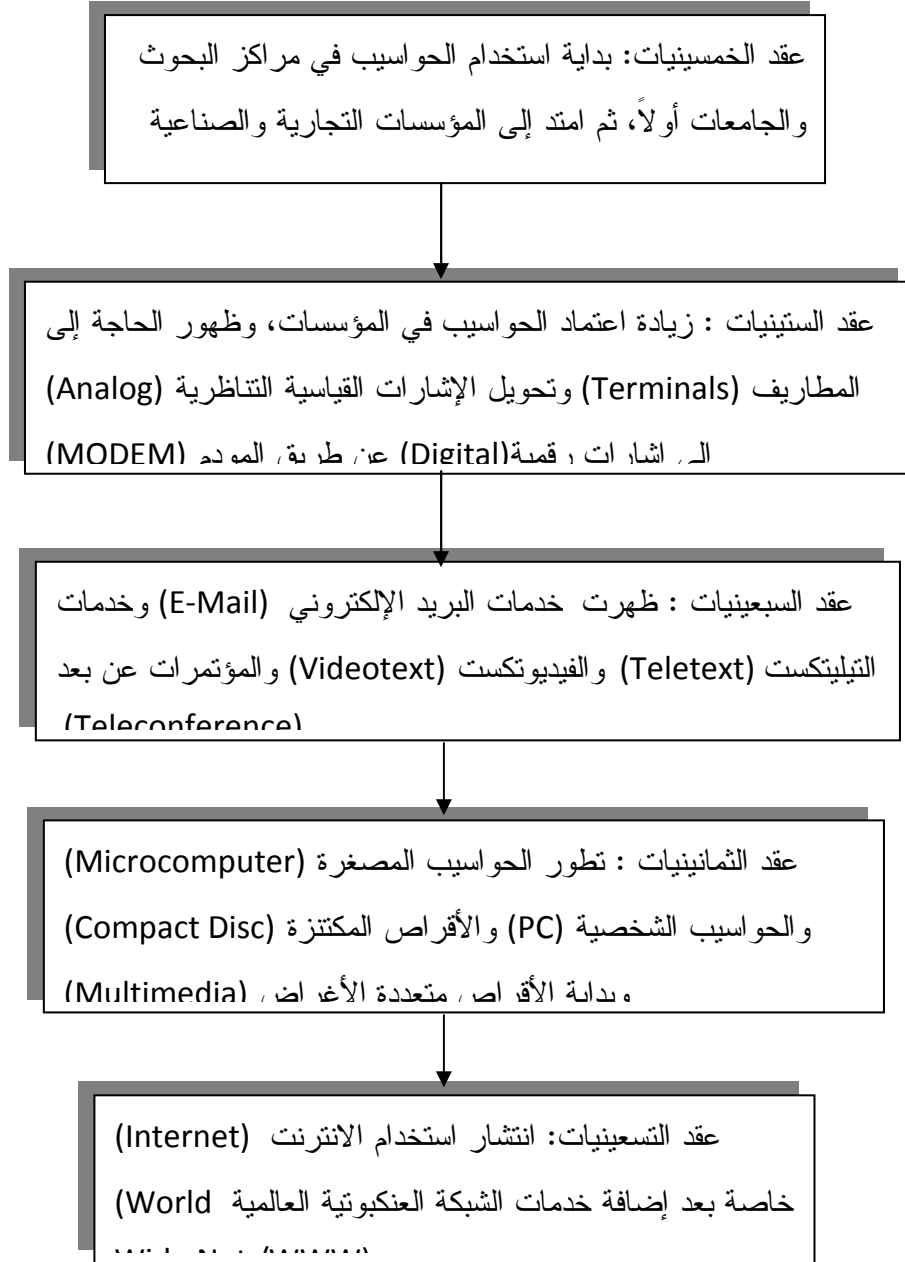 عقد الخمسينيات: بداية استخدام الحواسيب في مراكز البحوث
والجامعات أولاً، ثم امتد إلى المؤسسات التجارية والصناعية
عقد الستينيات : زيادة اعتماد الحواسيب في المؤسسات، وظهور الحاجة إلى
المطاريف (Terminals) وتحويل الإشارات القياسية التناظرية (Analog)
إلى إشارات رقمية(Digital) عن طريق المودم (MODEM)
عقد السبعينيات : ظهرت خدمات البريد الإلكتروني (E-Mail) وخدمات
التيليتكست (Teletext) والفيديوتكست (Videotext) والمؤتمرات عن بعد
(Teleconference)
عقد الثمانينيات : تطور الحواسيب المصغرة (Microcomputer)
والحواسيب الشخصية (PC) والأقراص المكتنزة (Compact Disc)
وبداية الأقراص متعددة الأغراض (Multimedia)
عقد التسعينيات: انتشار استخدام الانترنت (Internet)
خاصة بعد إضافة خدمات الشبكة العنكبوتية العالمية (World